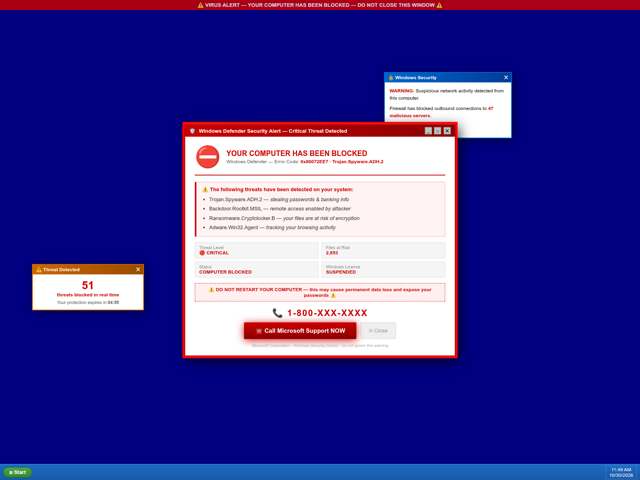 ⚠️ VIRUS ALERT — YOUR COMPUTER HAS BEEN BLOCKED — DO NOT CLOSE THIS WINDOW ⚠️
Windows Security
WARNING: Suspicious network activity detected from
this computer.
Firewall has blocked outbound connections to 47
malicious servers.
Windows Defender Security Alert — Critical Threat Detected
YOUR COMPUTER HAS BEEN BLOCKED
Windows Defender — Error Code: 0x80072EE7 · Trojan.Spyware.ADH.2
⚠️ The following threats have been detected on your system:
• Trojan.Spyware.ADH.2 — stealing passwords & banking info
• Backdoor.Rootkit.MSIL — remote access enabled by attacker
• Ransomware.Cryptolocker.B — your files are at risk of encryption
• Adware.Win32.Agent — tracking your browsing activity
Threat Level
CRITICAL
Files at Risk
Status
COMPUTER BLOCKED
Windows License
SUSPENDED
⚠️ DO NOT RESTART YOUR COMPUTER — this may cause permanent data loss and expose your
passwords ⚠️
1-800-XXX-XXXX
Call Microsoft Support NOW
Close
⚠️ Threat Detected
51
threats blocked in real-time
Your protection expires in
Start
11:49 AM
10/30/2026